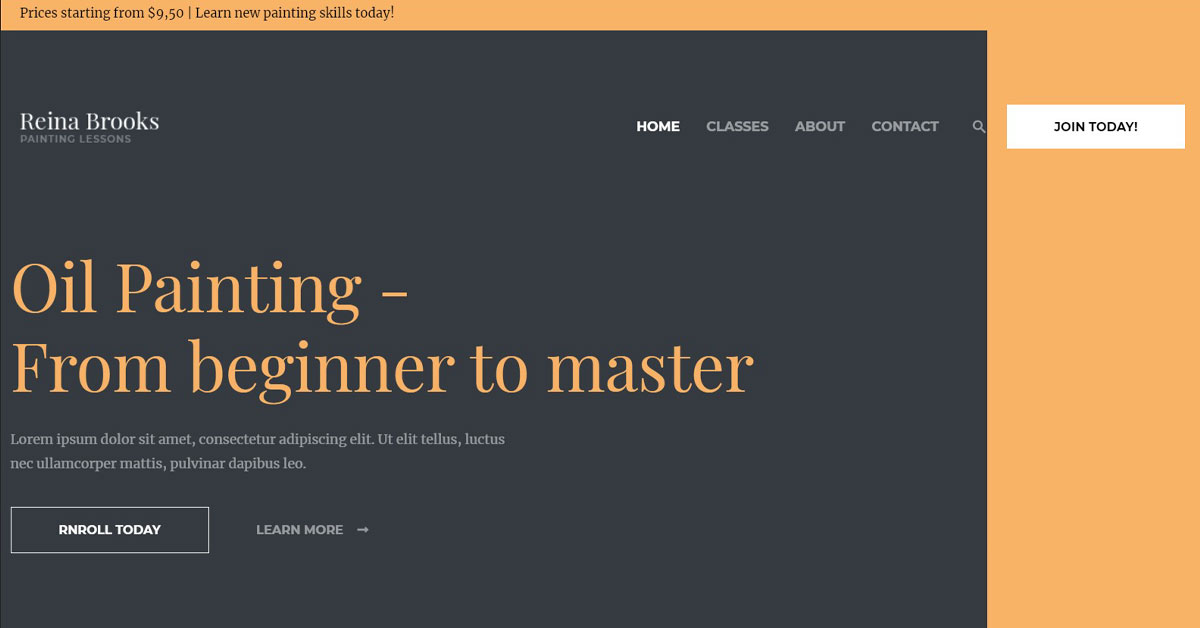 Prices starting from $9,50 | Learn new painting skills today!
Reina Brooks
PAINTING LESSONS
HOME CLASSES ABOUT CONTACT
JOIN TODAY!
Oil Painting -
From beginner to master
Lorem ipsum dolor sit amet, consectetur adipiscing elit. Ut elit tellus, luctus
nec ullamcorper mattis, pulvinar dapibus leo.
RNROLL TODAY
LEARN MORE ➞